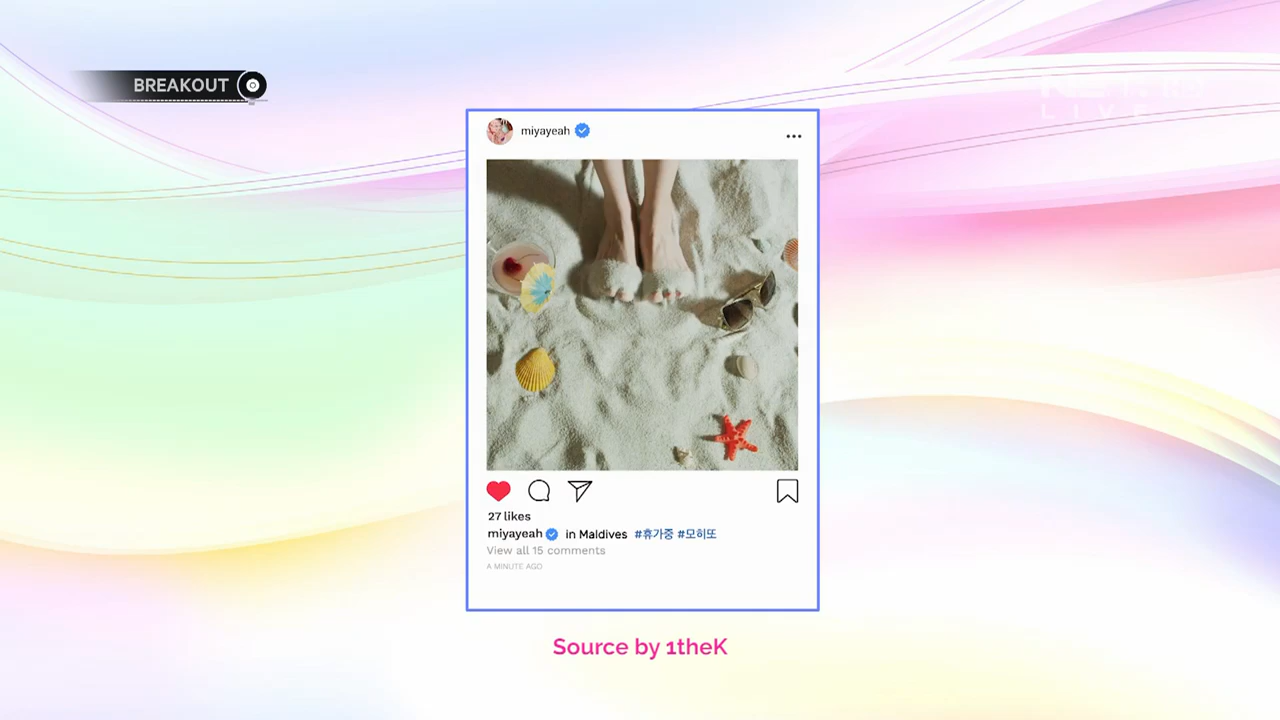 BREAKOUT
LIVE
miyayeah
27 likes
miyayeah in Maldives #휴가중 #모히또
View all 15 comments
A MINUTE AGO
Source by 1theK